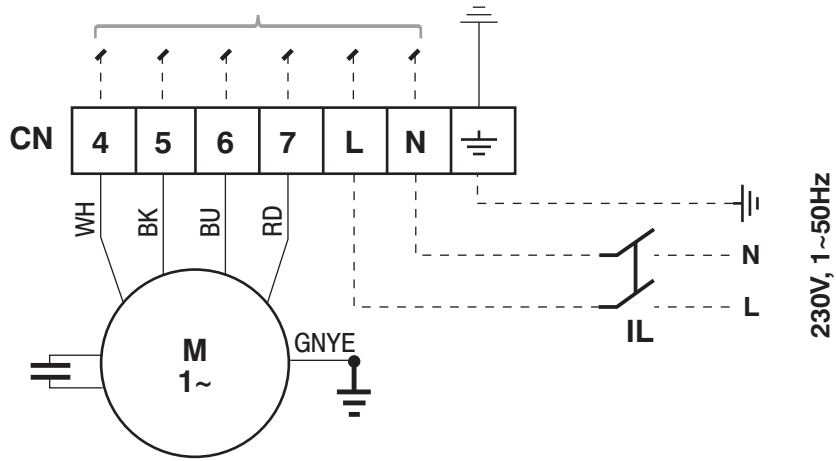 CN 4 5 6 7 L N
WH BK BU RD
N
L
IL
230V, 1~50Hz
M
1~
GNYE